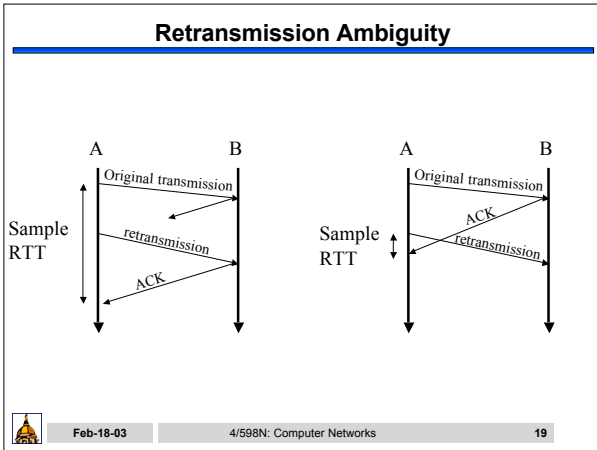 Retransmission Ambiguity
A
B
Original transmission
Sample
RTT
retransmission
ACK
A
B
Original transmission
ACK
Sample
RTT
retransmission
Feb-18-03
4/598N: Computer Networks
19